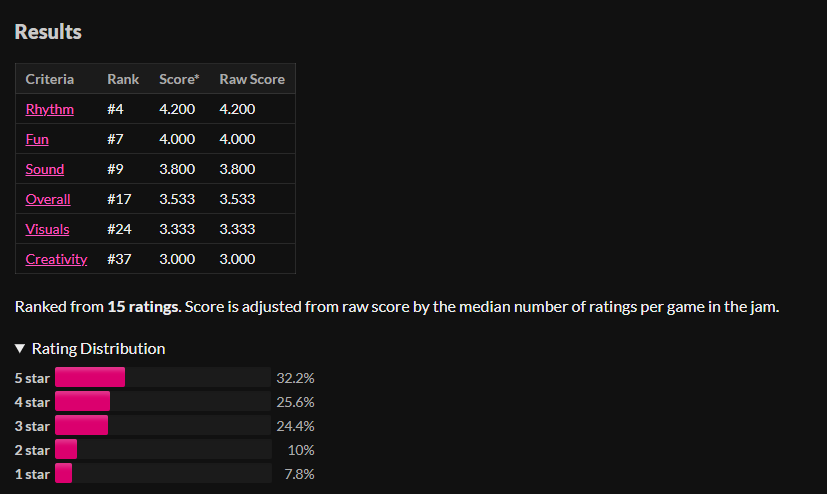 Results
Criteria Rank Score* Raw Score
Rhythm #4 4.200 4.200
Fun #7 4.000 4.000
Sound #9 3.800 3.800
Overall #17 3.533 3.533
Visuals #24 3.333 3.333
Creativity #37 3.000 3.000
Ranked from 15 ratings. Score is adjusted from raw score by the median number of ratings per game in the jam.
▼ Rating Distribution
5 star 32.2%
4 star 25.6%
3 star 24.4%
2 star 10%
1 star 7.8%